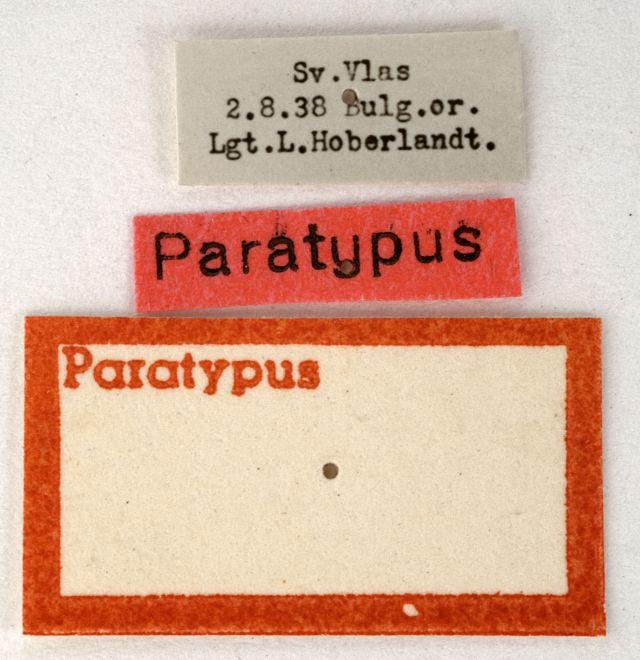 Sv.Vlas
2.8.38 Bulg.or.
Lgt.L.Hoberlandt.
Paratypus
Paratypus